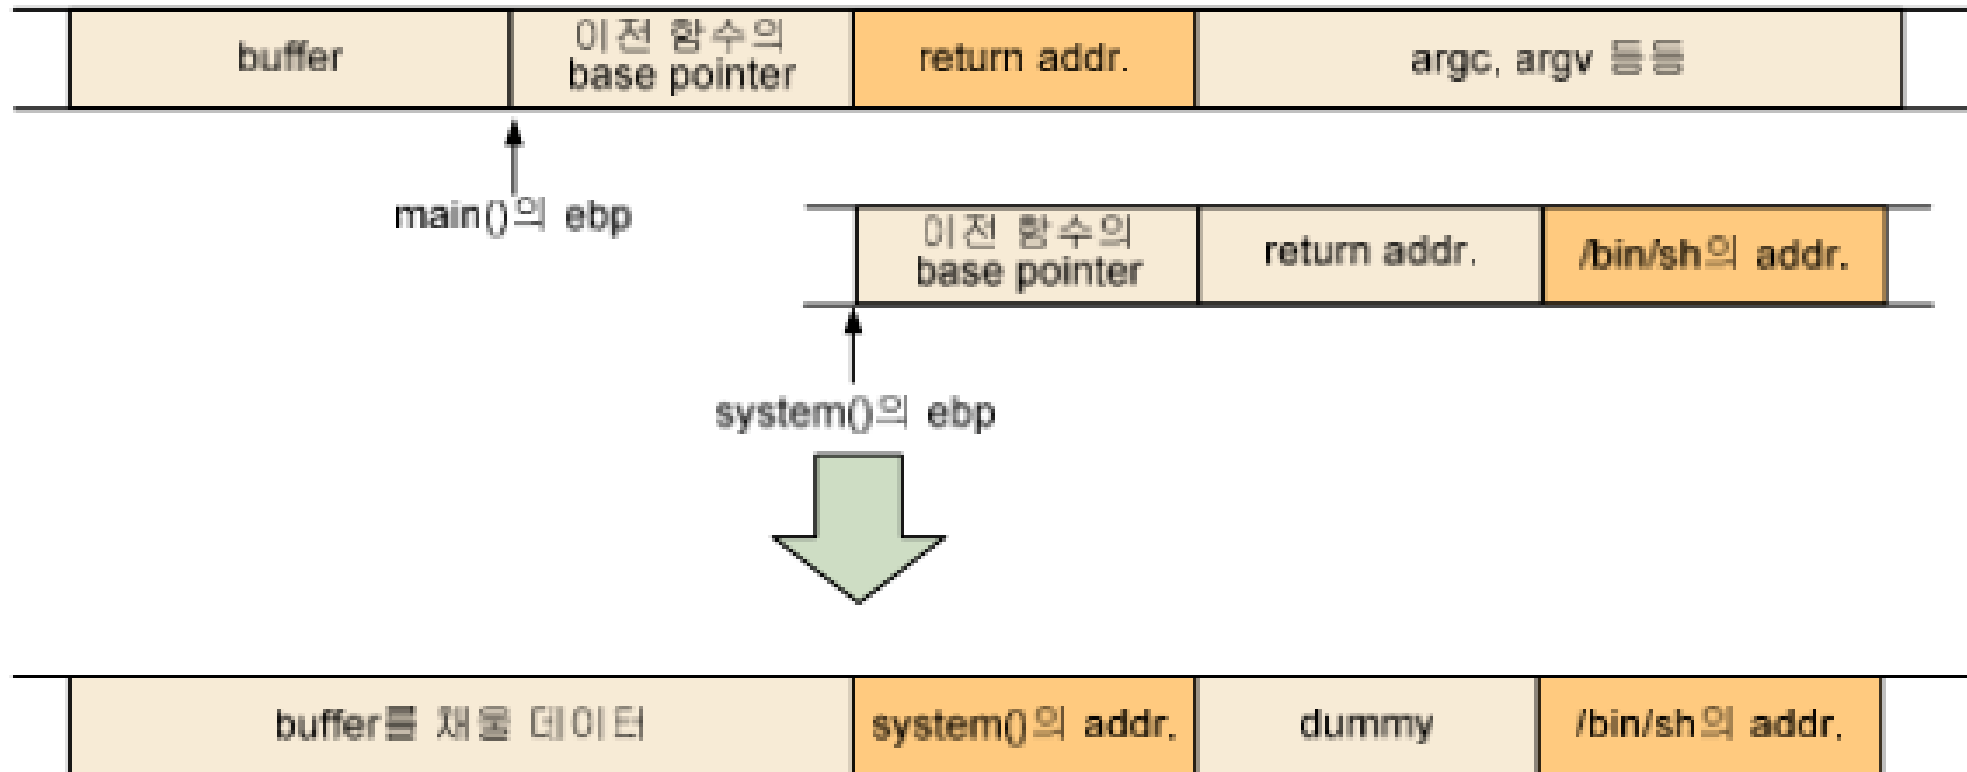 buffer
이전 함수의
base pointer
return addr.
argc, argv 등등
main()의 ebp
이전 함수의
base pointer
return addr.
/bin/sh의 addr.
system()의 ebp
buffer를 채울 데이터
system()의 addr.
dummy
/bin/sh의 addr.